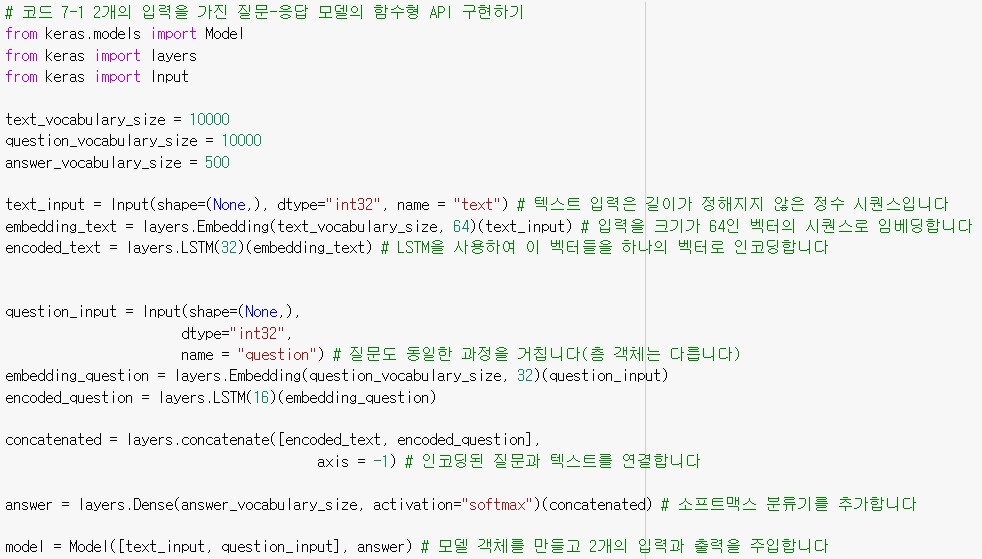 # 코드 7-1 2개의 입력을 가진 질문-응답 모델의 함수형 API 구현하기
from keras.models import Model
from keras import layers
from keras import Input
text_vocabulary_size = 10000
question_vocabulary_size = 10000
answer_vocabulary_size = 500
text_input = Input(shape=(None,), dtype="int32", name = "text") # 텍스트 입력은 길이가 정해지지 않은 정수 시퀀스입니다
embedding_text = layers.Embedding(text_vocabulary_size, 64)(text_input) # 입력을 크기가 64인 벡터의 시퀀스로 임베딩합니다
encoded_text = layers.LSTM(32)(embedding_text) # LSTM을 사용하여 이 벡터들을 하나의 벡터로 인코딩합니다
question_input = Input(shape=(None,),
dtype="int32",
name = "question") # 질문도 동일한 과정을 거칩니다(층 객체는 다릅니다)
embedding_question = layers.Embedding(question_vocabulary_size, 32)(question_input)
encoded_question = layers.LSTM(16)(embedding_question)
concatenated = layers.concatenate([encoded_text, encoded_question],
axis = -1) # 인코딩된 질문과 텍스트를 연결합니다
answer = layers.Dense(answer_vocabulary_size, activation="softmax")(concatenated) # 소프트맥스 분류기를 추가합니다
model = Model([text_input, question_input], answer) # 모델 객체를 만들고 2개의 입력과 출력을 주입합니다